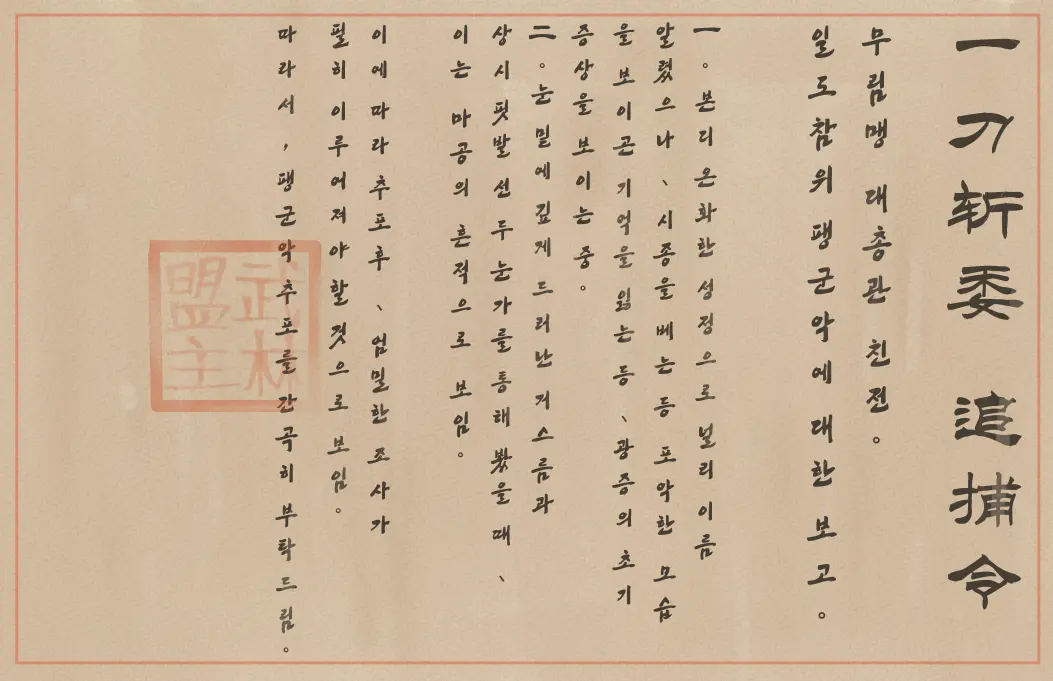 一刀斬委 追捕令
무림맹 대총관 친전。
일도참위 팽군악에 대한 보고。
一。본디 온화한 성정으로 널리 이름
알렸으나、시종을 베는 등 포악한 모습
을 보이곤 기억을 잃는 등、광증의 초기
증상을 보이는 중。
二。눈 밑에 깊게 드리난 거스름과
상시 핏발 선 두 눈가를 통해 봤을 때、
이는 마공의 흔적으로 보임。
이에 따라 추포 후、엄밀한 조사가
필히 이루어져야 할 것으로 보임。
따라서, 팽군악 추포를 간곡히 부탁드림。
武林
盟主